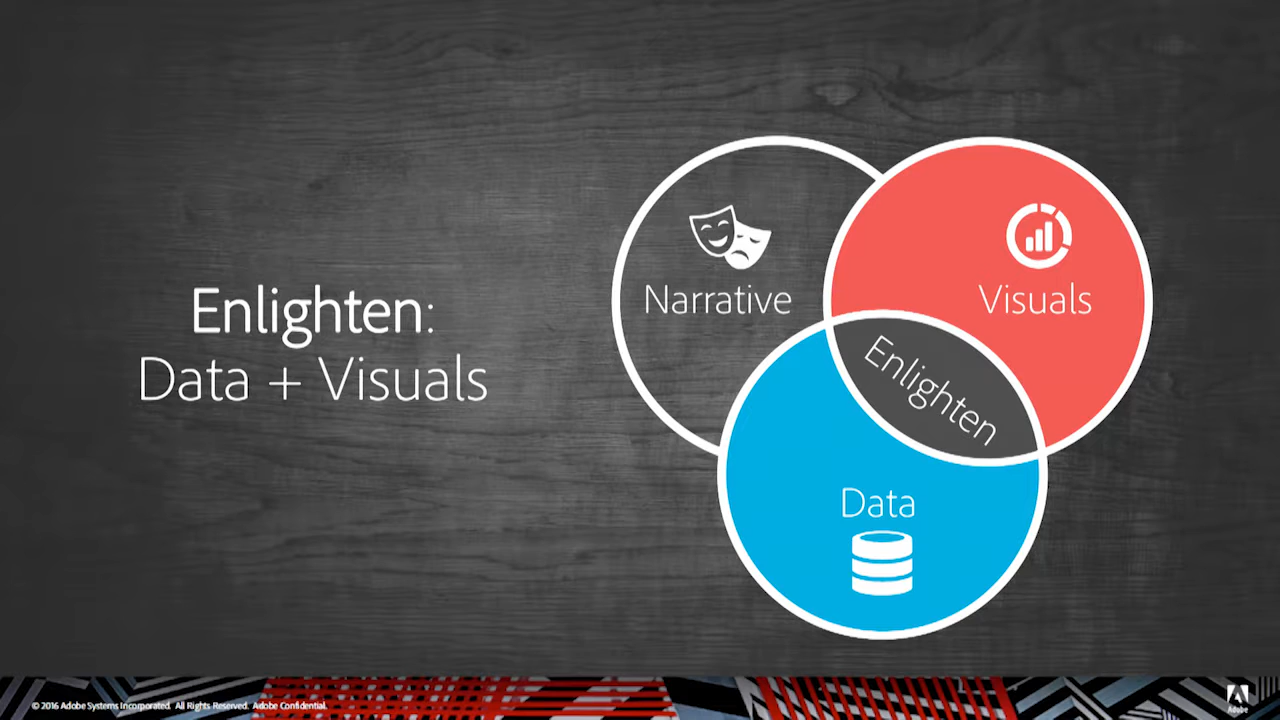 Enlighten:
Data + Visuals
Narrative
Visuals
Enlighten
Data
© 2016 Adobe Systems Incorporated. All Rights Reserved. Adobe Confidential.
Adobe